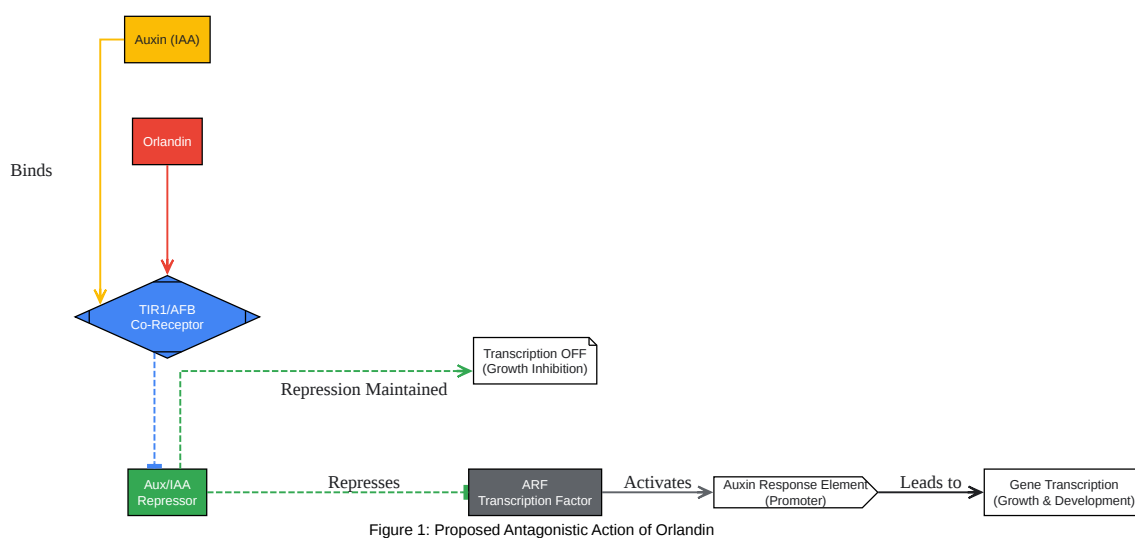 Auxin (IAA)
Orlandin
Binds
TIR1/AFB
Co-Receptor
Transcription OFF
(Growth Inhibition)
Repression Maintained
Aux/IAA
Repressor
Represses
ARF
Transcription Factor
Activates
Auxin Response Element
(Promoter)
Leads to
Gene Transcription
(Growth & Development)
Figure 1: Proposed Antagonistic Action of Orlandin